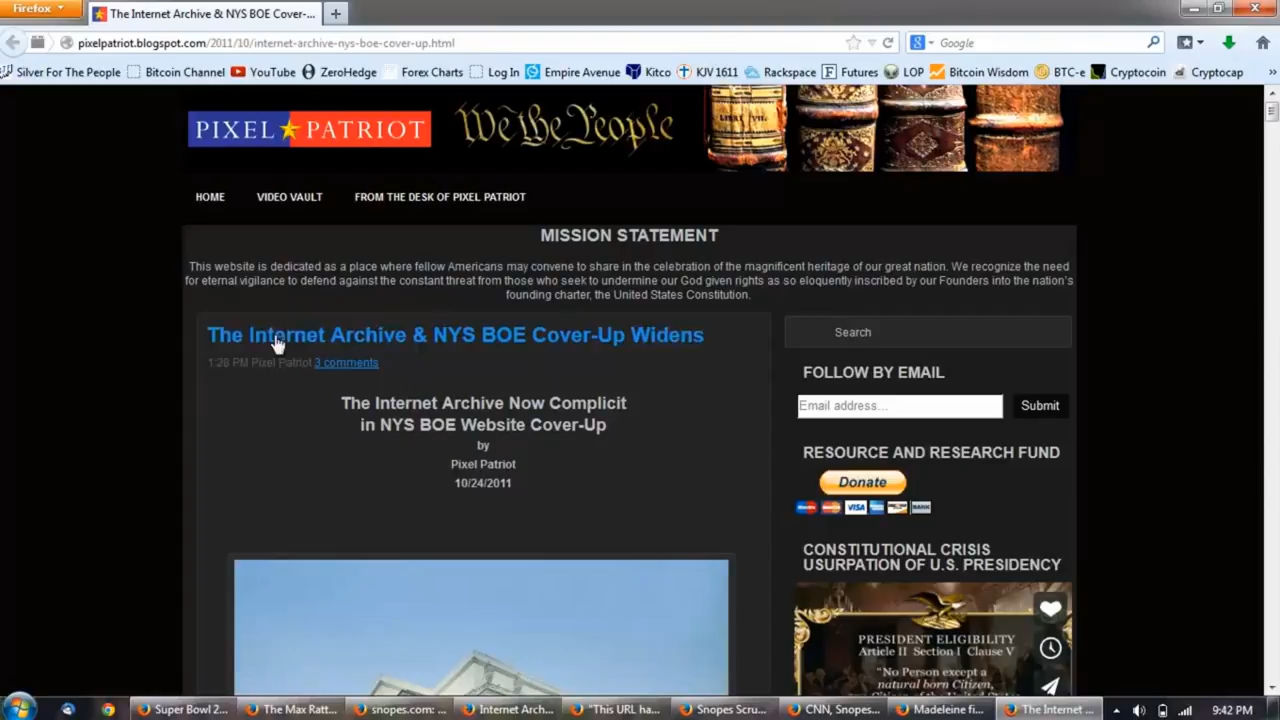 Firefox
The Internet Archive & NYS BOE Cover-...
pixelpatriot.blogspot.com/2011/10/internet-archive-nys-boe-cover-up.html
Google
Silver For The People
Bitcoin Channel
YouTube
ZeroHedge
Forex Charts
Log In
Empire Avenue
Kitco
KJV 1611
Rackspace
Futures
LOP
Bitcoin Wisdom
BTC-e
Cryptocoin
Cryptocap
PIXEL PATRIOT
We the People
HOME
VIDEO VAULT
FROM THE DESK OF PIXEL PATRIOT
MISSION STATEMENT
This website is dedicated as a place where fellow Americans may convene to share in the celebration of the magnificent heritage of our great nation. We recognize the need
for eternal vigilance to defend against the constant threat from those who seek to undermine our God given rights as so eloquently inscribed by our Founders into the nation's
founding charter, the United States Constitution.
The Internet Archive & NYS BOE Cover-Up Widens
1:28 PM Pixel Patriot 3 comments
The Internet Archive Now Complicit
in NYS BOE Website Cover-Up
by
Pixel Patriot
10/24/2011
Search
FOLLOW BY EMAIL
Email address...
Submit
RESOURCE AND RESEARCH FUND
Donate
VISA
BANK
CONSTITUTIONAL CRISIS
USURPATION OF U.S. PRESIDENCY
PRESIDENT ELIGIBILITY
Article II Section I Clause V
"No Person except a
natural born Citizen,
Super Bowl 2...
The Max Ratt...
snopes.com: ...
Internet Arch...
"This URL ha...
Snopes Scru...
CNN, Snopes...
Madeleine fi...
The Internet ...
9:42 PM